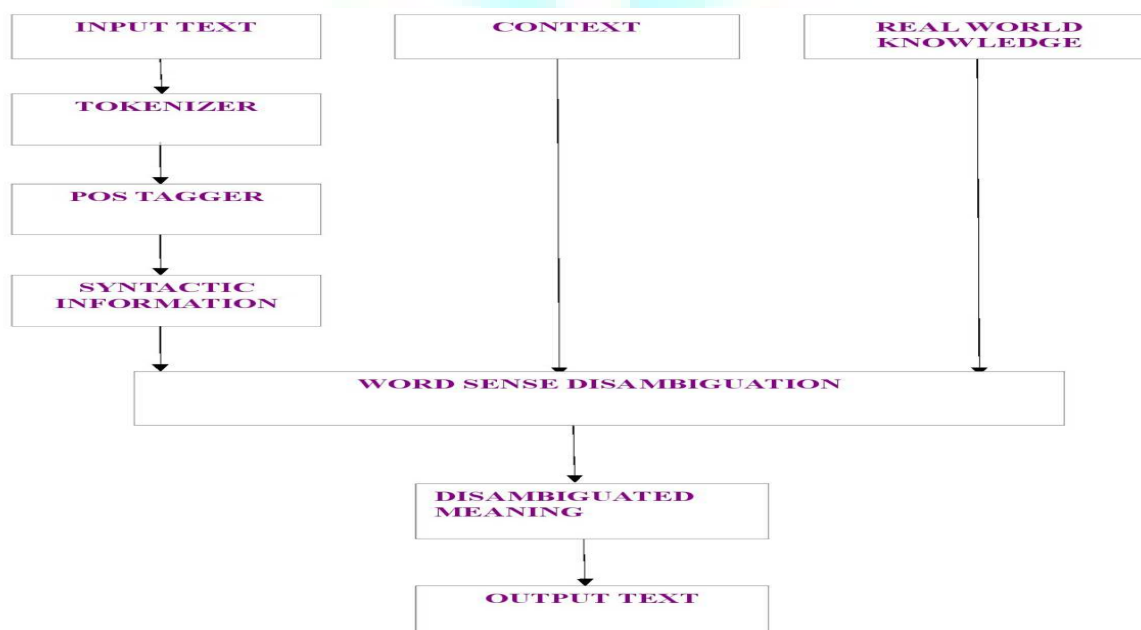 INPUT TEXT
CONTEXT
REAL WORLD
KNOWLEDGE
TOKENIZER
POS TAGGER
SYNTACTIC
INFORMATION
WORD SENSE DISAMBIGUATION
DISAMBIGUATED
MEANING
OUTPUT TEXT